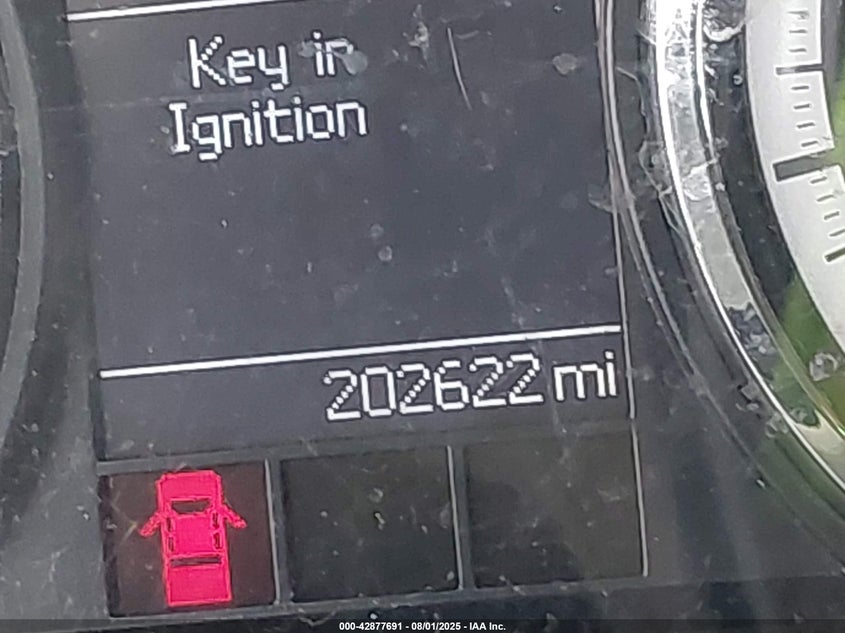 Key in
Ignition
202622 mi
000-42877691 - 08/01/2025 - IAA Inc.